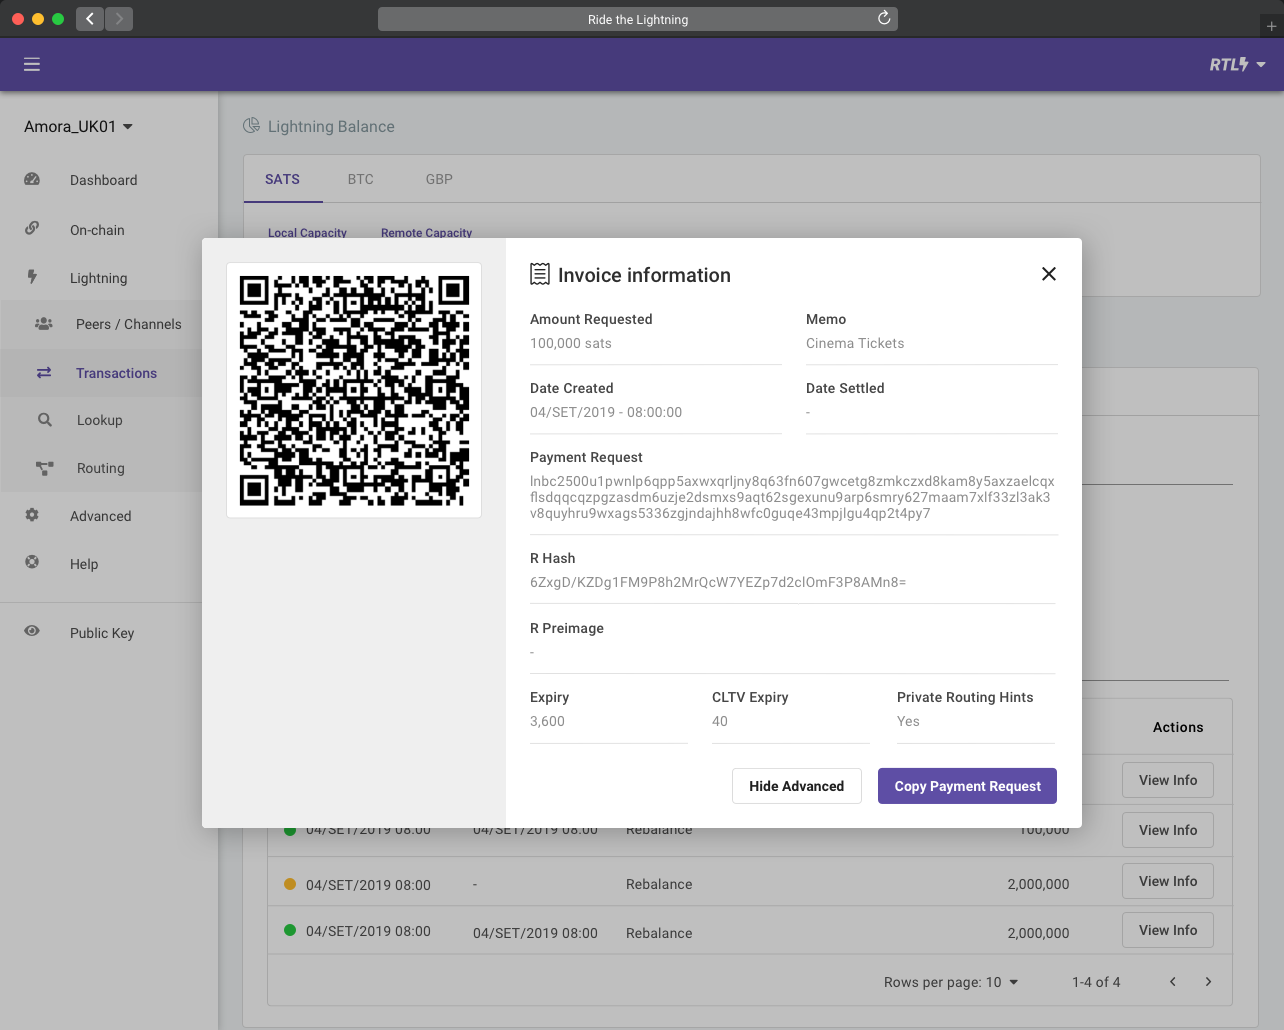 Ride the Lightning
RTL
Amora_UK01
Dashboard
On-chain
Lightning
Peers / Channels
Transactions
Lookup
Routing
Advanced
Help
Public Key
Lightning Balance
SATS BTC GBP
Local Capacity Remote Capacity
Invoice information
Amount Requested Memo
100,000 sats Cinema Tickets
Date Created Date Settled
04/SET/2019 - 08:00:00 -
Payment Request
lnbc2500u1pwnlp6qpp5axwxqrljny8q63fn607gwcetg8zmkczxd8kam8y5axzaelcqx
flsdqqcqzpgzasdm6uzje2dsmxs9aqt62sgexunu9arp6smry627maam7xlf33zl3ak3
v8quyhru9wxags5336zgjndajhh8wfc0guqe43mpjlgu4qp2t4py7
R Hash
6ZxgD/KZDg1FM9P8h2MrQcW7YEZp7d2clOmF3P8AMn8=
R Preimage
-
Expiry CLTV Expiry Private Routing Hints
3,600 40 Yes
Hide Advanced Copy Payment Request
Actions
View Info
04/SET/2019 08:00 04/SET/2019 08:00 Rebalance 100,000 View Info
04/SET/2019 08:00 - Rebalance 2,000,000 View Info
04/SET/2019 08:00 04/SET/2019 08:00 Rebalance 2,000,000 View Info
Rows per page: 10 1-4 of 4